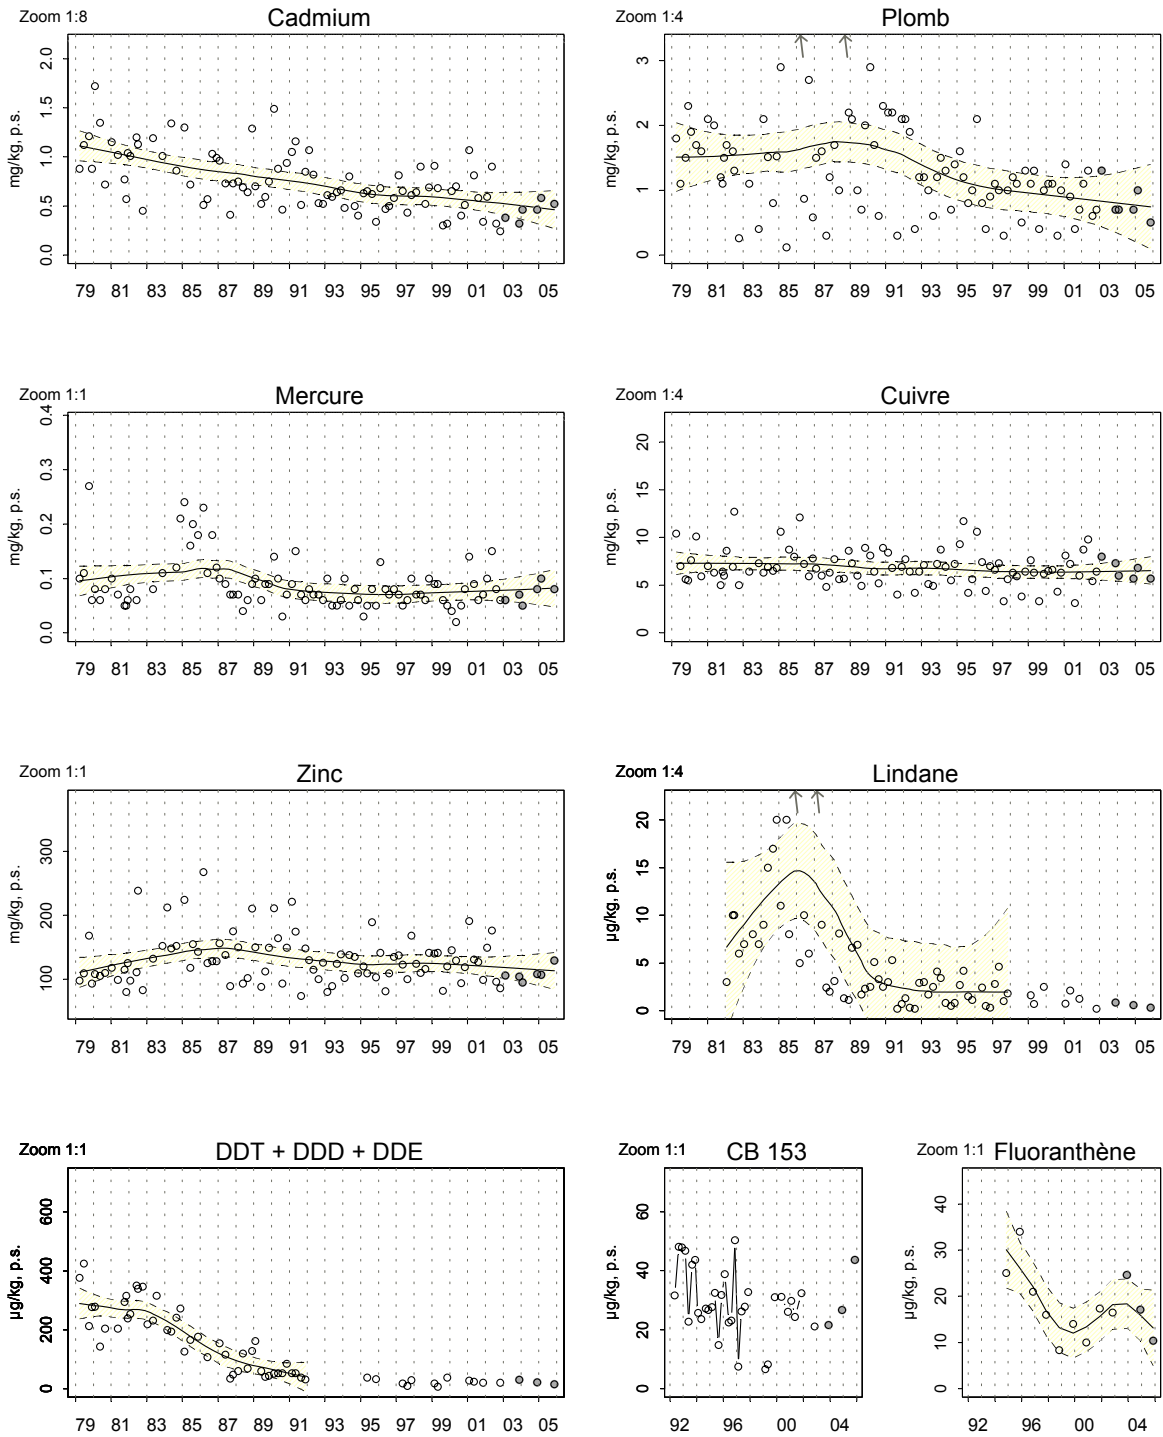 Zoom 1:8 Cadmium
mg/kg, p.s.
2.0
1.5
1.0
0.5
0.0
79 81 83 85 87 89 91 93 95 97 99 01 03 05
Zoom 1:4 Plomb
mg/kg, p.s.
3
2
1
0
79 81 83 85 87 89 91 93 95 97 99 01 03 05
Zoom 1:1 Mercure
mg/kg, p.s.
0.4
0.3
0.2
0.1
0.0
79 81 83 85 87 89 91 93 95 97 99 01 03 05
Zoom 1:4 Cuivre
mg/kg, p.s.
20
15
10
5
0
79 81 83 85 87 89 91 93 95 97 99 01 03 05
Zoom 1:1 Zinc
mg/kg, p.s.
300
200
100
79 81 83 85 87 89 91 93 95 97 99 01 03 05
Zoom 1:4 Lindane
µg/kg, p.s.
20
15
10
5
0
79 81 83 85 87 89 91 93 95 97 99 01 03 05
Zoom 1:1 DDT + DDD + DDE
µg/kg, p.s.
600
400
200
0
79 81 83 85 87 89 91 93 95 97 99 01 03 05
Zoom 1:1 CB 153
µg/kg, p.s.
60
40
20
0
92 96 00 04
Zoom 1:1 Fluoranthène
µg/kg, p.s.
40
30
20
10
0
92 96 00 04